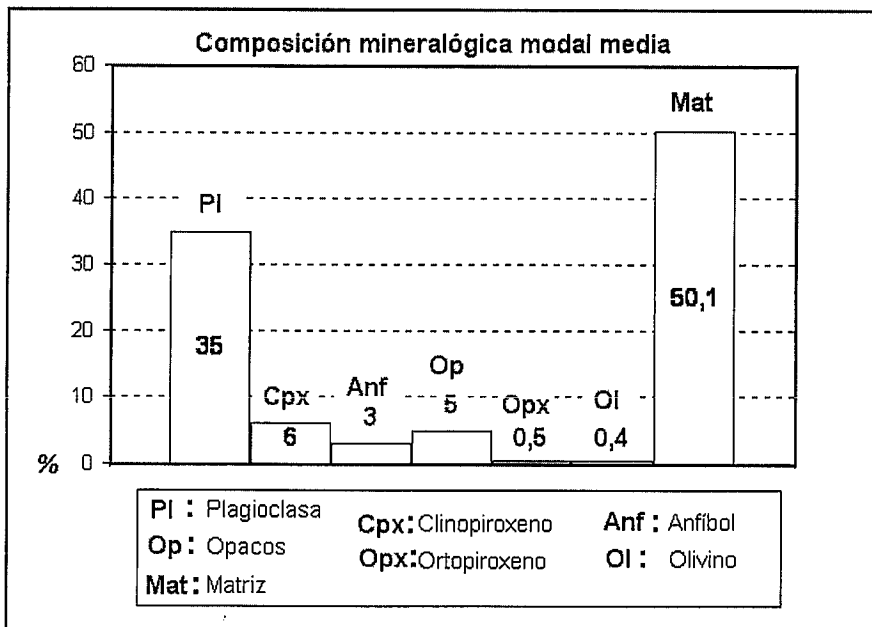 Composición mineralógica modal media
60
50
40
30
20
10
0
%
Pl
35
Cpx
6
Anf
3
Op
5
Opx
0,5
Ol
0,4
Mat
50,1
Pl : Plagioclasa
Cpx: Clinopiroxeno
Anf : Anfíbol
Op : Opacos
Opx: Ortopiroxeno
Ol : Olivino
Mat : Matriz